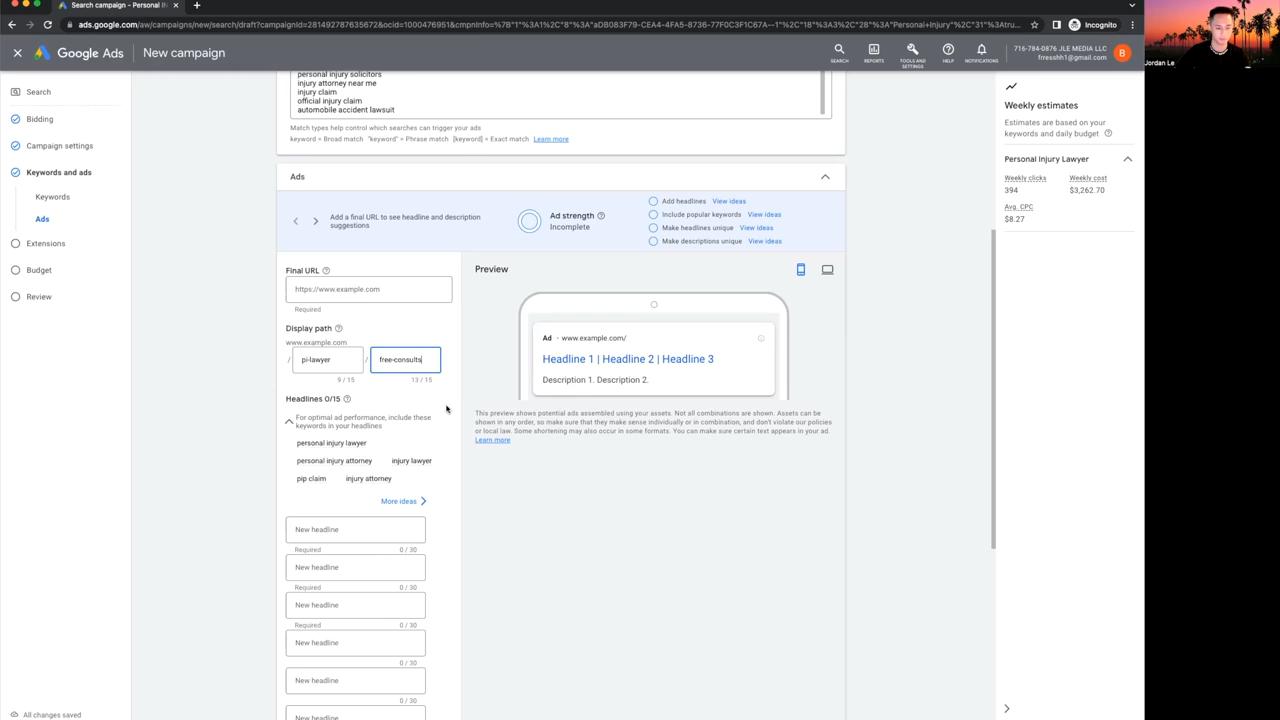 Search campaign - Personal IN
ads.google.com/aw/campaigns/new/search/draft?campaignId=281492787635672&ocid=1000476951&cmpnInfo=%7B"1%3A1%2C"8%3A"aDB083F79-CEA4-4FA5-8736-77F0C3F1C67A--1"%2C"18"%3A3%2C"28"%3A"Personal+Injury"%2C"31"%3Atru...
Incognito
Google Ads
New campaign
SEARCH
REPORTS
TOOLS AND SETTINGS
HELP
NOTIFICATIONS
716-784-0876 JLE MEDIA LLC
frresshh1@gmail.com
B
Jordan Le
Search
Bidding
Campaign settings
Keywords and ads
Keywords
Ads
Extensions
Budget
Review
All changes saved
personal injury solicitors
injury attorney near me
injury claim
official injury claim
automobile accident lawsuit
Match types help control which searches can trigger your ads
keyword = Broad match "keyword" = Phrase match [keyword] = Exact match Learn more
Ads
Add a final URL to see headline and description
suggestions
Ad strength
Incomplete
Add headlines View ideas
Include popular keywords View ideas
Make headlines unique View ideas
Make descriptions unique View ideas
Final URL
https://www.example.com
Required
Display path
www.example.com
/ pi-lawyer / free-consults
9 / 15 13 / 15
Headlines 0/15
For optimal ad performance, include these
keywords in your headlines
personal injury lawyer
personal injury attorney injury lawyer
pip claim injury attorney
More ideas
New headline
Required 0 / 30
New headline
Required 0 / 30
New headline
Required 0 / 30
New headline
0 / 30
New headline
0 / 30
New headline
Preview
Ad · www.example.com/
Headline 1 | Headline 2 | Headline 3
Description 1. Description 2.
This preview shows potential ads assembled using your assets. Not all combinations are shown. Assets can be
shown in any order, so make sure that they make sense individually or in combination, and don't violate our policies
or local law. Some shortening may also occur in some formats. You can make sure certain text appears in your ad.
Learn more
Weekly estimates
Estimates are based on your
keywords and daily budget
Personal Injury Lawyer
Weekly clicks Weekly cost
394 $3,262.70
Avg. CPC
$8.27